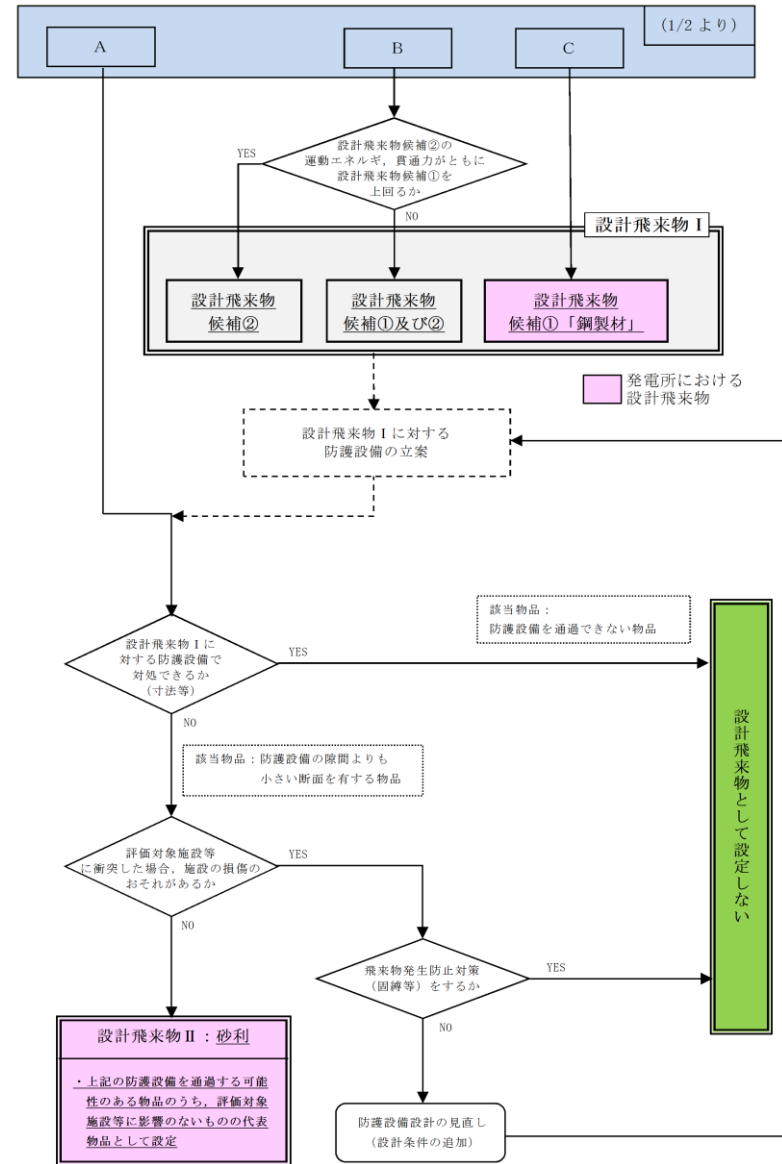 (1/2 より)
A
B
C
設計飛来物候補②の
運動エネルギ，貫通力がともに
設計飛来物候補①を
上回るか
YES
NO
設計飛来物Ⅰ
設計飛来物
候補②
設計飛来物
候補①及び②
設計飛来物
候補①「鋼製材」
発電所における
設計飛来物
設計飛来物Ⅰに対する
防護設備の立案
設計飛来物Ⅰに
対する防護設備で
対処できるか
（寸法等）
YES
NO
該当物品：
防護設備を通過できない物品
該当物品：防護設備の隙間よりも
小さい断面を有する物品
設計飛来物として設定しない
評価対象施設等
に衝突した場合，施設の損傷の
おそれがあるか
YES
NO
飛来物発生防止対策
（固縛等）をするか
YES
NO
設計飛来物Ⅱ：砂利
・上記の防護設備を通過する可能
性のある物品のうち，評価対象
施設等に影響のないものの代表
物品として設定
防護設備設計の見直し
（設計条件の追加）